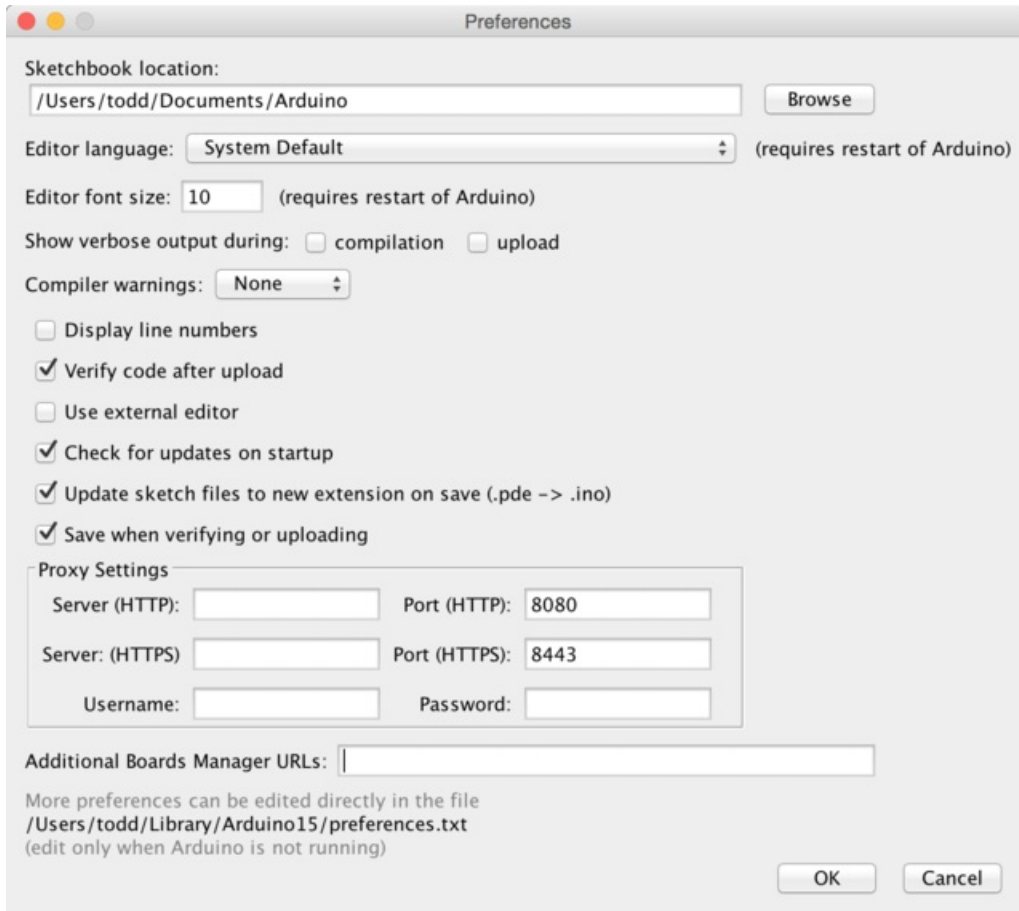 Preferences
Sketchbook location:
/Users/todd/Documents/Arduino Browse
Editor language: System Default (requires restart of Arduino)
Editor font size: 10 (requires restart of Arduino)
Show verbose output during: compilation upload
Compiler warnings: None
Display line numbers
Verify code after upload
Use external editor
Check for updates on startup
Update sketch files to new extension on save (.pde -> .ino)
Save when verifying or uploading
Proxy Settings
Server (HTTP): Port (HTTP): 8080
Server: (HTTPS) Port (HTTPS): 8443
Username: Password:
Additional Boards Manager URLs:
More preferences can be edited directly in the file
/Users/todd/Library/Arduino15/preferences.txt
(edit only when Arduino is not running)
OK Cancel